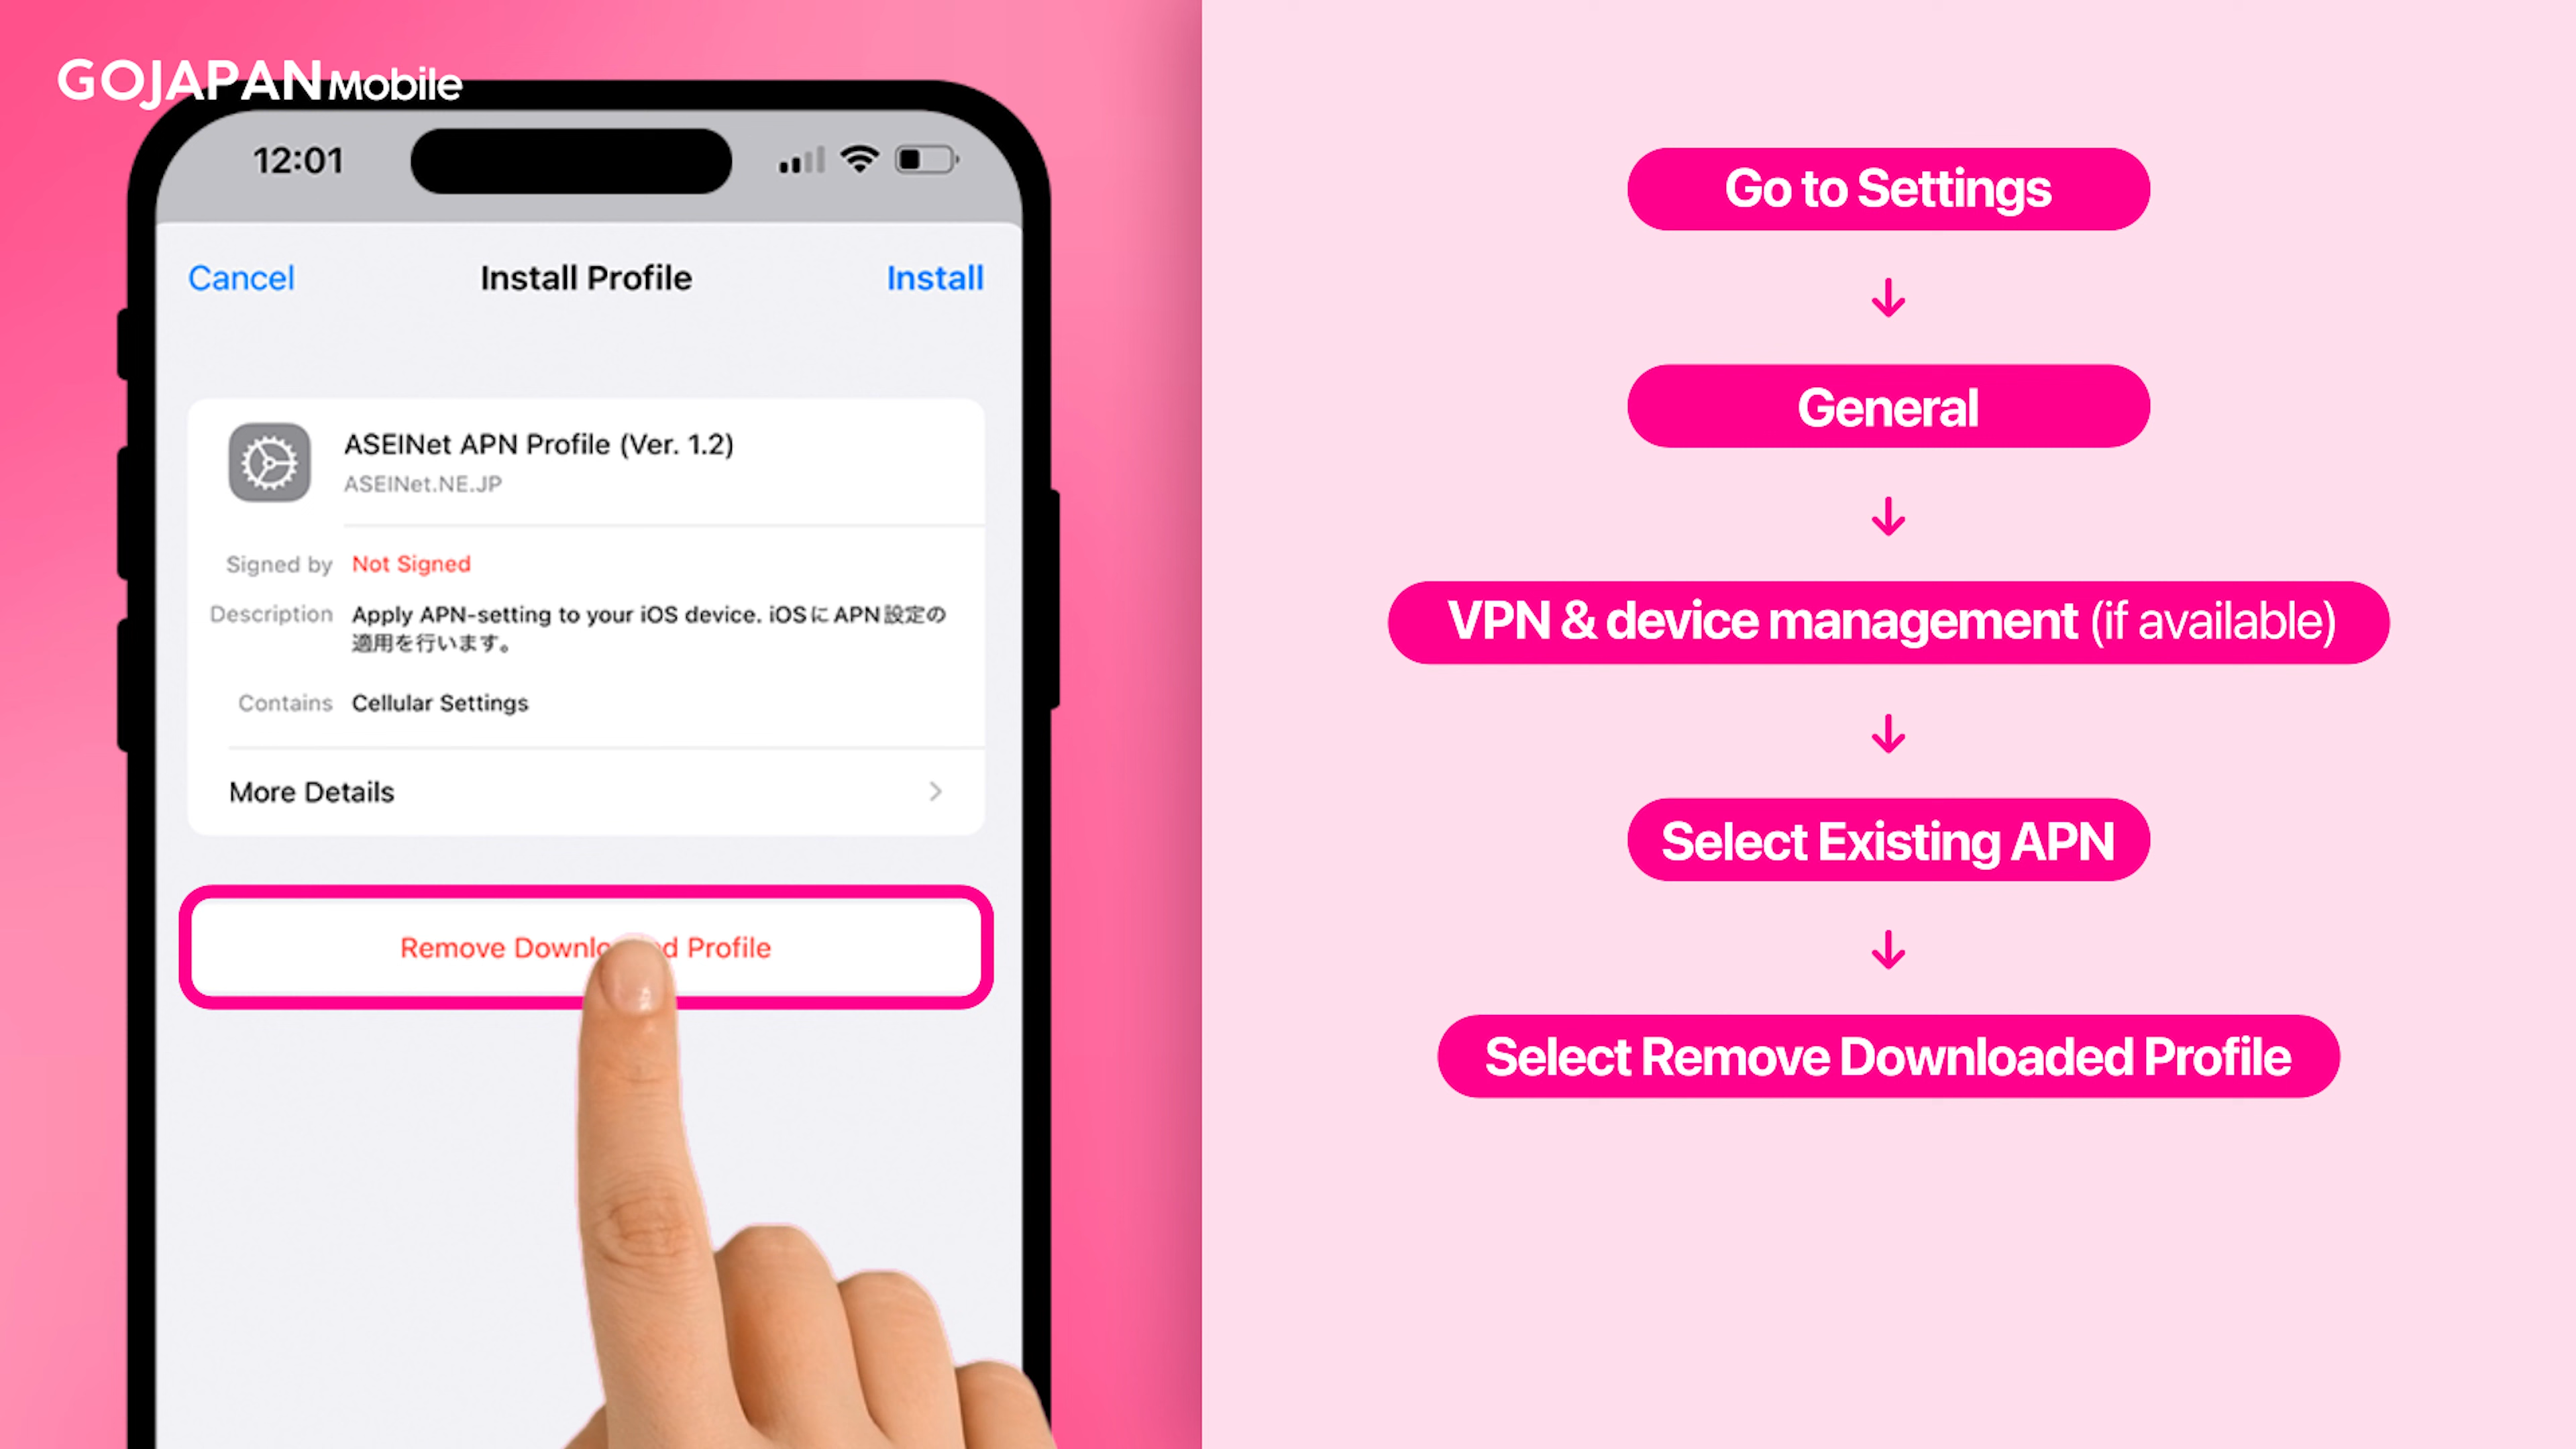 GOJAPAN Mobile
12:01
Cancel
Install Profile
Install
ASEINet APN Profile (Ver. 1.2)
ASEINet.NE.JP
Signed by Not Signed
Description Apply APN-setting to your iOS device. iOSにAPN設定の
適用を行います。
Contains Cellular Settings
More Details
Remove Downlo d Profile
Go to Settings
↓
General
↓
VPN & device management (if available)
↓
Select Existing APN
↓
Select Remove Downloaded Profile